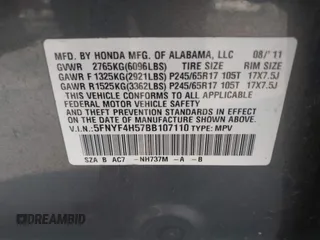 MFD. BY HONDA MFG. OF ALABAMA, LLC 08/'11
GVWR 2765KG(6096LBS) TIRE SIZE RIM SIZE
GAWR F 1325KG(2921LBS) P245/65R17 105T 17X7.5J
GAWR R1525KG(3362LBS) P245/65R17 105T 17X7.5J
THIS VEHICLE CONFORMS TO ALL APPLICABLE
FEDERAL MOTOR VEHICLE SAFETY AND THEFT
PREVENTION STANDARDS IN EFFECT ON THE DATE
OF MANUFACTURE SHOWN ABOVE.
V.I.N.:5FNYF4H57BB107110 TYPE: MPV
SZA B AC7 -NH737M -A -B